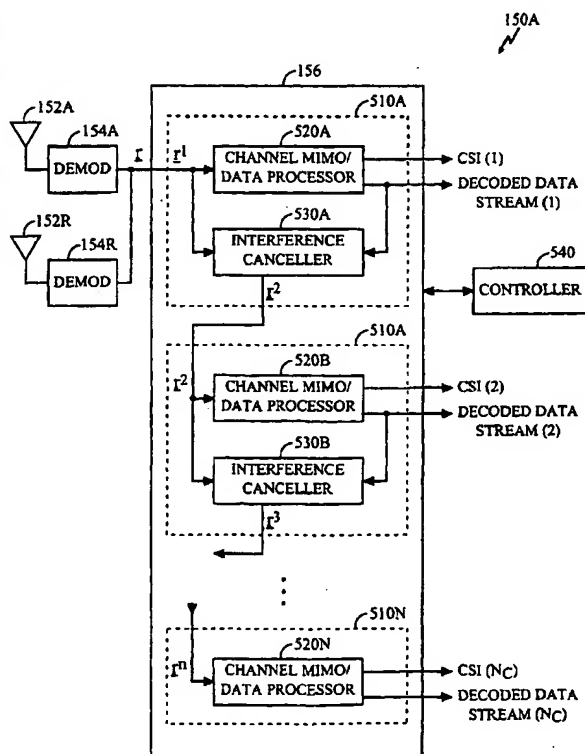 150A
156
152A
154A
DEMOD
r
152R
154R
DEMOD
510A
r1
520A
CHANNEL MIMO/
DATA PROCESSOR
CSI (1)
DECODED DATA
STREAM (1)
530A
INTERFERENCE
CANCELLER
r2
540
CONTROLLER
510A
r2
520B
CHANNEL MIMO/
DATA PROCESSOR
CSI (2)
DECODED DATA
STREAM (2)
530B
INTERFERENCE
CANCELLER
r3
510N
rn
520N
CHANNEL MIMO/
DATA PROCESSOR
CSI (NC)
DECODED DATA
STREAM (NC)